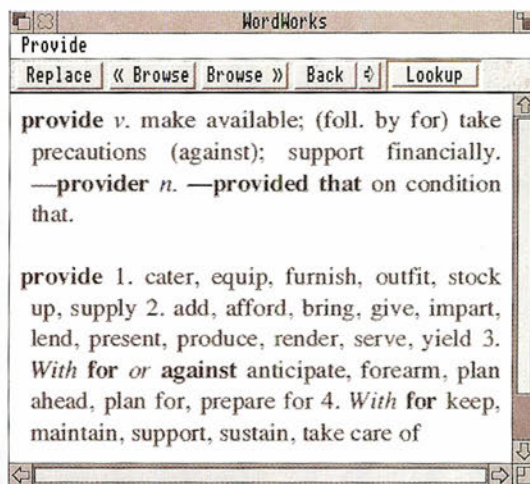 WordWorks
Provide
Replace « Browse Browse » Back Lookup
provide v. make available; (foll. by for) take
precautions (against); support financially.
—provider n. —provided that on condition
that.
provide 1. cater, equip, furnish, outfit, stock
up, supply 2. add, afford, bring, give, impart,
lend, present, produce, render, serve, yield 3.
With for or against anticipate, forearm, plan
ahead, plan for, prepare for 4. With for keep,
maintain, support, sustain, take care of